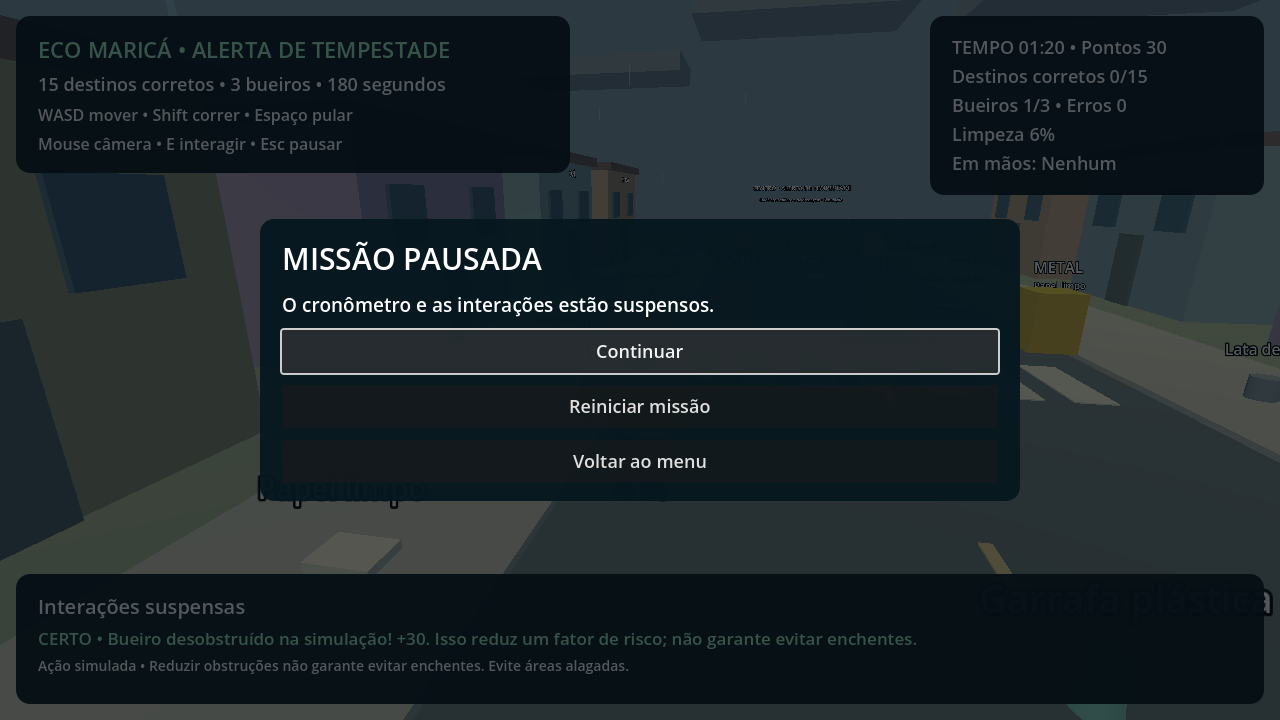 ECO MARICÁ • ALERTA DE TEMPESTADE
15 destinos corretos • 3 bueiros • 180 segundos
WASD mover • Shift correr • Espaço pular
Mouse câmera • E interagir • Esc pausar
TEMPO 01:20 • Pontos 30
Destinos corretos 0/15
Bueiros 1/3 • Erros 0
Limpeza 6%
Em mãos: Nenhum
MISSÃO PAUSADA
O cronômetro e as interações estão suspensos.
Continuar
Reiniciar missão
Voltar ao menu
METAL
Papel limpo
Lata de
Papel limpo
Garrafa plástica
Interações suspensas
CERTO • Bueiro desobstruído na simulação! +30. Isso reduz um fator de risco; não garante evitar enchentes.
Ação simulada • Reduzir obstruções não garante evitar enchentes. Evite áreas alagadas.